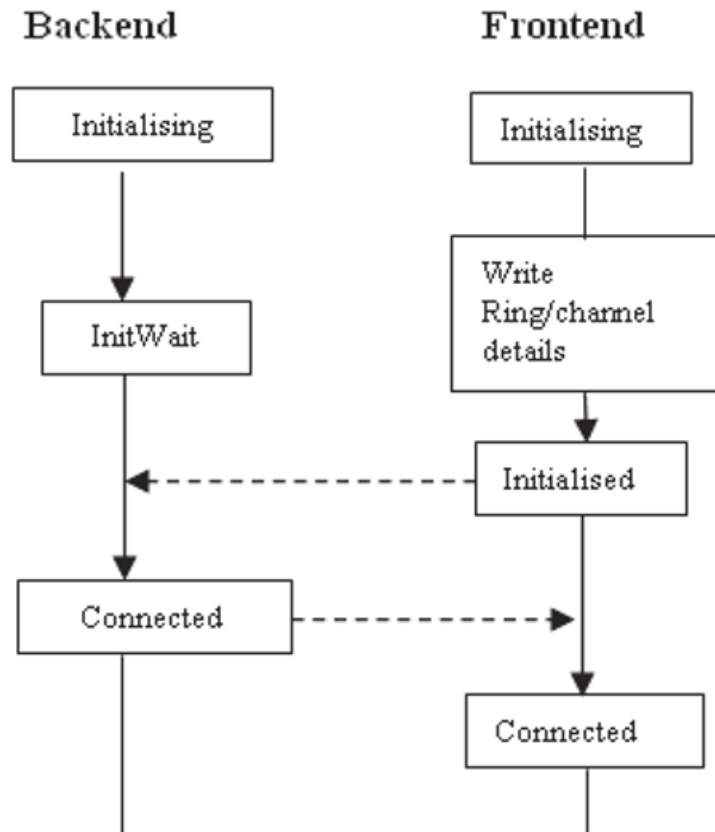 Backend
Frontend
Initialising
Initialising
Write
Ring/channel
details
InitWait
Initialised
Connected
Connected